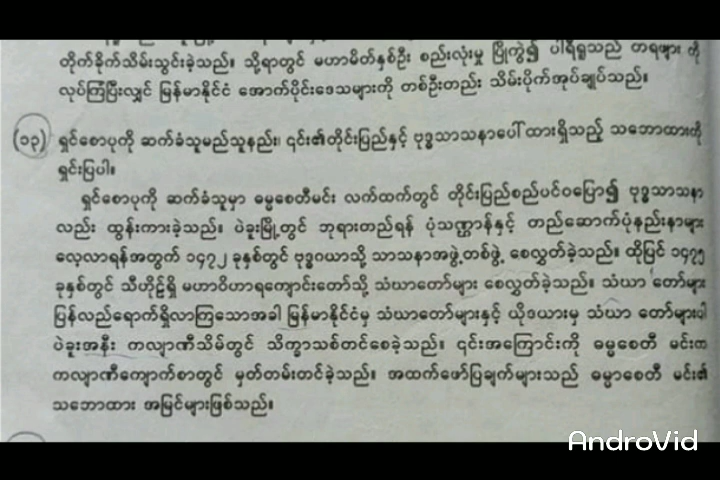 တိုက်ခိုက်သိမ်းသွင်းခဲ့သည်။ သို့ရာတွင် မဟာမိတ်နှစ်ဦး စည်းလုံးမှု ပြိုကွဲ၍ ပါရီရှုသည် တရဖျား ကို
လုပ်ကြံပြီးလျှင် မြန်မာနိုင်ငံ အောက်ပိုင်းဒေသများကို တစ်ဦးတည်း သိမ်းပိုက်အုပ်ချုပ်သည်။
(၁၃) ရှင်စောပုကို ဆက်ခံသူမည်သူနည်း၊ ၎င်း၏တိုင်းပြည်နှင့် ဗုဒ္ဓသာသနာပေါ်ထားရှိသည့် သဘောထားကို
ရှင်းပြပါ။
ရှင်စောပုကို ဆက်ခံသူမှာ ဓမ္မစေတီမင်း လက်ထက်တွင် တိုင်းပြည်စည်ပင်ဝပြော၍ ဗုဒ္ဓသာသနာ
လည်း ထွန်းကားခဲ့သည်။ ပဲခူးမြို့တွင် ဘုရားတည်ရန် ပုံသဏ္ဌာန်နှင့် တည်ဆောက်ပုံနည်းနာများ
လေ့လာရန်အတွက် ၁၄၇၂ ခုနှစ်တွင် ဗုဒ္ဓဂယာသို့ သာသနာအဖွဲ့တစ်ဖွဲ့ စေလွှတ်ခဲ့သည်။ ထို့ပြင် ၁၄၇၅
ခုနှစ်တွင် သီဟိုဠ်ရှိ မဟာဝိဟာရကျောင်းတော်သို့ သံဃာတော်များ စေလွှတ်ခဲ့သည်။ သံဃာ တော်များ
ပြန်လည်ရောက်ရှိလာကြသောအခါ မြန်မာနိုင်ငံမှ သံဃာတော်များနှင့် ယိုဒယားမှ သံဃာ တော်များပါ
ပဲခူးအနီး ကလျာဏီသိမ်တွင် သိက္ခာသစ်တင်စေခဲ့သည်။ ၎င်းအကြောင်းကို ဓမ္မစေတီ မင်းက
ကလျာဏီကျောက်စာတွင် မှတ်တမ်းတင်ခဲ့သည်။ အထက်ဖော်ပြချက်များသည် ဓမ္မာစေတီ မင်း၏
သဘောထား အမြင်များဖြစ်သည်။
AndroVid